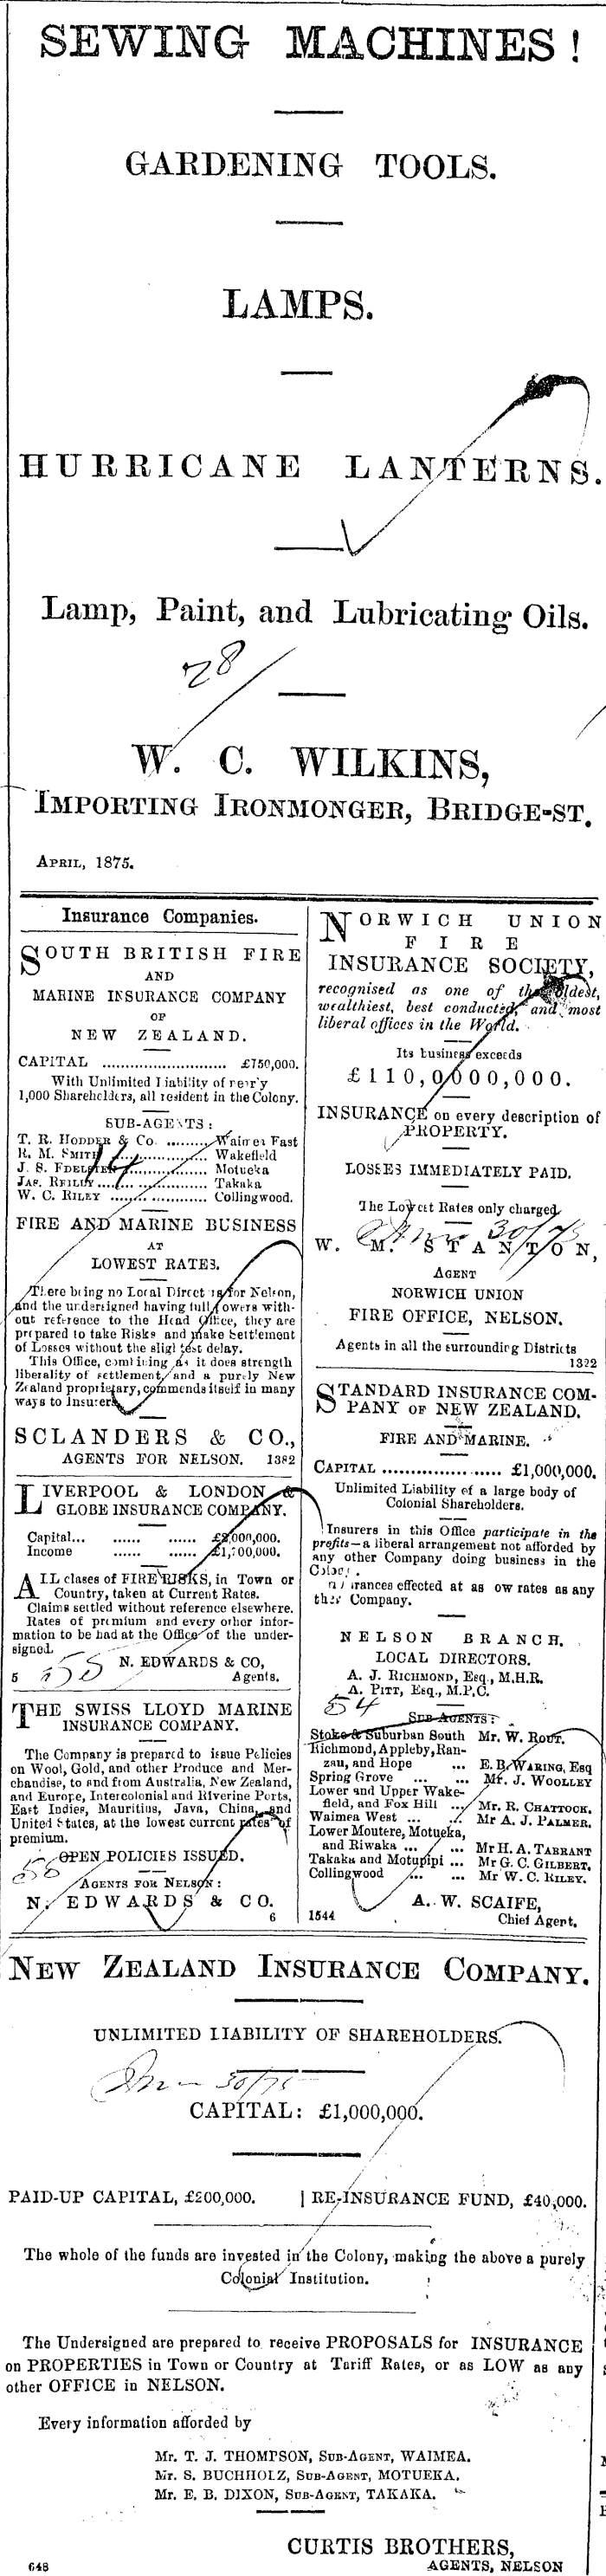 SEWING MACHINES!
GARDENING TOOLS.
LAMPS.
HURRICANE LANTERNS.
Lamp, Paint, and Lubricating Oils.
28
W. C. WILKINS,
IMPORTING IRONMONGER, BRIDGE-ST.
APRIL, 1875.
Insurance Companies.
SOUTH BRITISH FIRE
AND
MARINE INSURANCE COMPANY
OF
NEW ZEALAND.
CAPITAL ........................... £750,000.
With Unlimited Liability of nearly
1,000 Shareholders, all resident in the Colony.
SUB-AGENTS:
T. R. HODDER & Co. ......... Waimea East
R. M. SMITH ......... Wakefield
J. S. EDELSTEN ......... Motueka
JAS. REILLY ......... Takaka
W. C. RILEY ......... Collingwood.
14
FIRE AND MARINE BUSINESS
AT
LOWEST RATES.
There being no Local Directors for Nelson,
and the undersigned having full powers with-
out reference to the Head Office, they are
prepared to take Risks and make Settlement
of Losses without the slightest delay.
This Office, combining as it does strength
liberality of settlement, and a purely New
Zealand proprietary, commends itself in many
ways to Insurers.
SCLANDERS & CO.,
AGENTS FOR NELSON. 1382
LIVERPOOL & LONDON &
GLOBE INSURANCE COMPANY.
Capital... ...... ...... £2,000,000.
Income ...... ...... £1,700,000.
ALL classes of FIRE RISKS, in Town or
Country, taken at Current Rates.
Claims settled without reference elsewhere.
Rates of premium and every other infor-
mation to be had at the Office of the under-
signed.
N. EDWARDS & CO,
5 Agents.
THE SWISS LLOYD MARINE
INSURANCE COMPANY.
The Company is prepared to issue Policies
on Wool, Gold, and other Produce and Mer-
chandise, to and from Australia, New Zealand,
and Europe, Intercolonial and Riverine Ports,
East Indies, Mauritius, Java, China, and
United States, at the lowest current rates of
premium.
OPEN POLICIES ISSUED.
AGENTS FOR NELSON:
N. EDWARDS & CO.
6
NORWICH UNION
FIRE
INSURANCE SOCIETY,
recognised as one of the oldest,
wealthiest, best conducted, and most
liberal offices in the World.
Its business exceeds
£110,0000,000.
INSURANCE on every description of
PROPERTY.
LOSSES IMMEDIATELY PAID.
The Lowest Rates only charged
30/75
W. M. STANTON,
AGENT
NORWICH UNION
FIRE OFFICE, NELSON.
Agents in all the surrounding Districts
1322
STANDARD INSURANCE COM-
PANY OF NEW ZEALAND.
FIRE AND MARINE.
CAPITAL ..................... £1,000,000.
Unlimited Liability of a large body of
Colonial Shareholders.
Insurers in this Office participate in the
profits—a liberal arrangement not afforded by
any other Company doing business in the
Colony.
Insurances effected at as ow rates as any
other Company.
NELSON BRANCH.
LOCAL DIRECTORS.
A. J. RICHMOND, Esq., M.H.R.
A. PITT, Esq., M.P.C.
54
SUB-AGENTS:
Stoke & Suburban South Mr. W. ROUT.
Richmond, Appleby, Ran-
zau, and Hope ... E. B. WARING, Esq
Spring Grove ... ... Mr. J. WOOLLEY
Lower and Upper Wake-
field, and Fox Hill ... Mr. R. CHATTOCK.
Waimea West ... ... Mr A. J. PALMER.
Lower Moutere, Motueka,
and Riwaka ... ... Mr H. A. TARRANT
Takaka and Motupipi ... Mr G. C. GILBERT.
Collingwood ... ... Mr W. C. RILEY.
A. W. SCAIFE,
1544 Chief Agent.
NEW ZEALAND INSURANCE COMPANY.
UNLIMITED LIABILITY OF SHAREHOLDERS.
30/75
CAPITAL: £1,000,000.
PAID-UP CAPITAL, £200,000. | RE-INSURANCE FUND, £40,000.
The whole of the funds are invested in the Colony, making the above a purely
Colonial Institution.
The Undersigned are prepared to receive PROPOSALS for INSURANCE
on PROPERTIES in Town or Country at Tariff Rates, or as LOW as any
other OFFICE in NELSON.
Every information afforded by
Mr. T. J. THOMPSON, SUB-AGENT, WAIMEA.
Mr. S. BUCHHOLZ, SUB-AGENT, MOTUEKA.
Mr. E. B. DIXON, SUB-AGENT, TAKAKA.
CURTIS BROTHERS,
648 AGENTS, NELSON